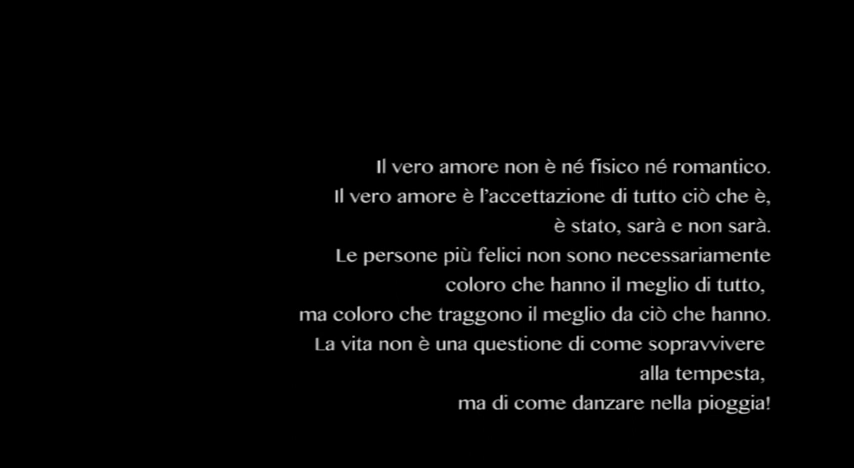 Il vero amore non è né fisico né romantico.
Il vero amore è l’accettazione di tutto ciò che è,
è stato, sarà e non sarà.
Le persone più felici non sono necessariamente
coloro che hanno il meglio di tutto,
ma coloro che traggono il meglio da ciò che hanno.
La vita non è una questione di come sopravvivere
alla tempesta,
ma di come danzare nella pioggia!